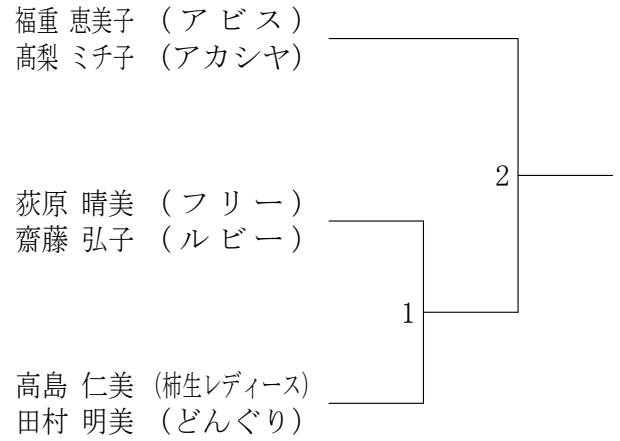 福重 恵美子 (アビス)
髙梨 ミチ子 (アカシヤ)
2
荻原 晴美 (フリー)
齋藤 弘子 (ルビー)
1
高島 仁美 (柿生レディース)
田村 明美 (どんぐり)